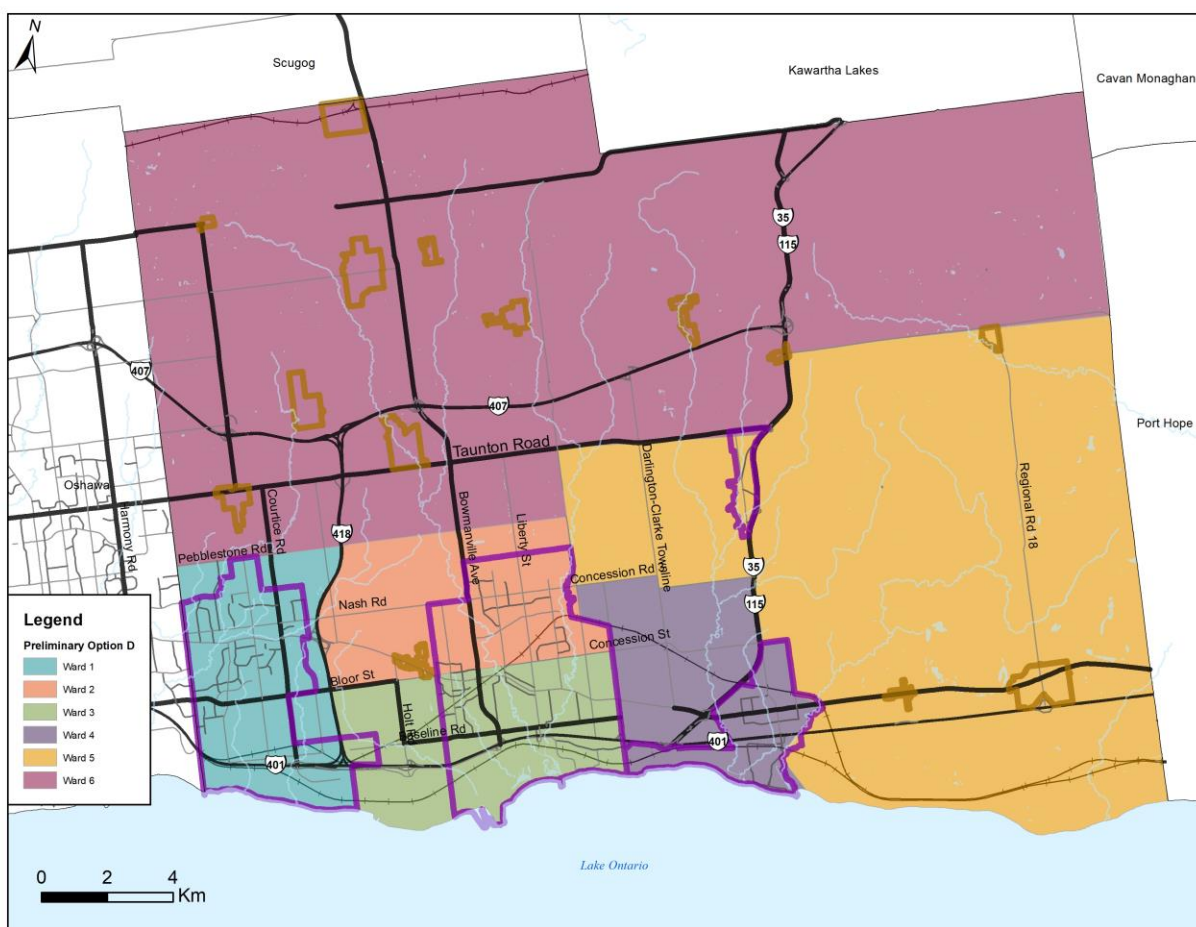 N
Scugog
Kawartha Lakes
Cavan Monaghan
35
115
407
407
Port Hope
Taunton Road
Oshawa
Harmony Rd
Courtice Rd
418
Bowmanville Ave
Liberty St
Darlington-Clarke Townline
Regional Rd 18
Pebblestone Rd
Concession Rd
35
115
Nash Rd
Concession St
Bloor St
Holt Rd
Baseline Rd
401
401
Legend
Preliminary Option D
Ward 1
Ward 2
Ward 3
Ward 4
Ward 5
Ward 6
Lake Ontario
0 2 4
Km